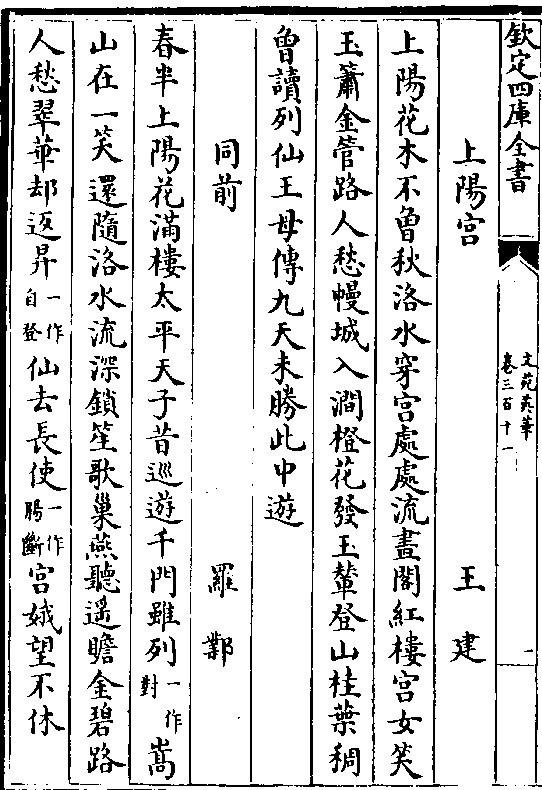 欽定四庫全書
文苑英華
卷三百十一
一
上陽宮 王建
上陽花木不曾秋洛水穿宮處處流畫閣紅樓宮女笑
玉簫金管路人愁幔城入澗橙花發玉輦登山桂葉稠
曾讀列仙王母傳九天未勝此中遊
同前 羅鄴
春半上陽花滿樓太平天子昔巡遊千門雖列一作對嵩
山在一笑還隨洛水流深鎖笙歌巢燕聽遥瞻金碧路
人愁翠華却返昇一作自登仙去長使一作腸斷宮娥望不休